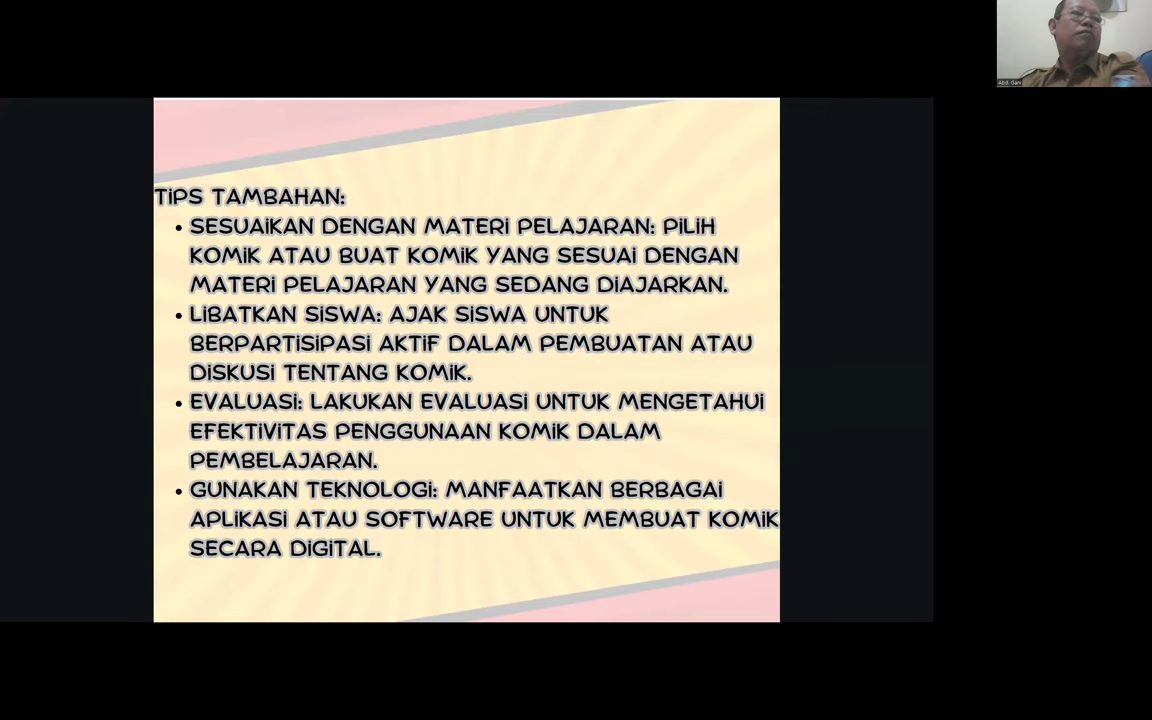 TIPS TAMBAHAN:
• SESUAIKAN DENGAN MATERI PELAJARAN: PILIH
KOMIK ATAU BUAT KOMIK YANG SESUAI DENGAN
MATERI PELAJARAN YANG SEDANG DIAJARKAN.
• LIBATKAN SISWA: AJAK SISWA UNTUK
BERPARTISIPASI AKTIF DALAM PEMBUATAN ATAU
DISKUSI TENTANG KOMIK.
• EVALUASI: LAKUKAN EVALUASI UNTUK MENGETAHUI
EFEKTIVITAS PENGGUNAAN KOMIK DALAM
PEMBELAJARAN.
• GUNAKAN TEKNOLOGI: MANFAATKAN BERBAGAI
APLIKASI ATAU SOFTWARE UNTUK MEMBUAT KOMIK
SECARA DIGITAL.
Abd. Gani